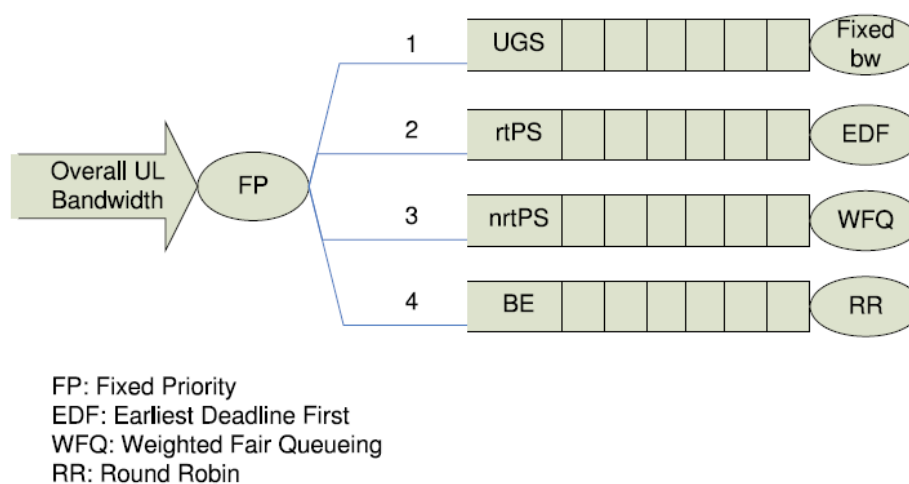 1
UGS
Fixed
bw
2
rtPS
EDF
Overall UL
Bandwidth
FP
3
nrtPS
WFQ
4
BE
RR
FP: Fixed Priority
EDF: Earliest Deadline First
WFQ: Weighted Fair Queueing
RR: Round Robin